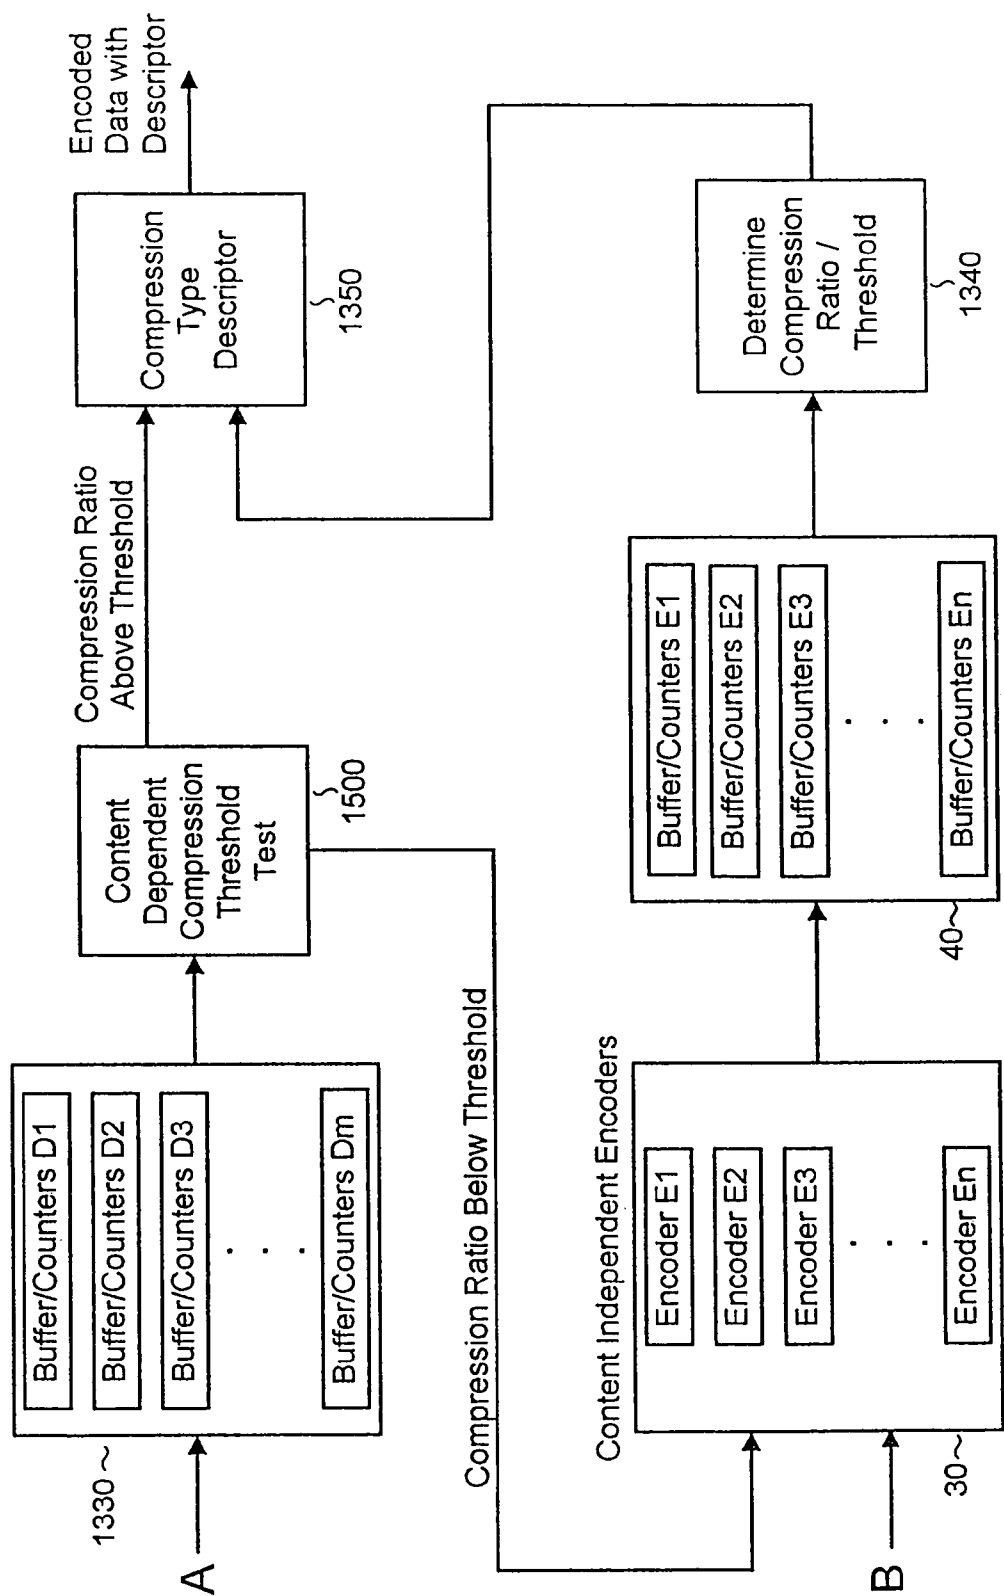 A
1330
Buffer/Counters D1
Buffer/Counters D2
Buffer/Counters D3
. . .
Buffer/Counters Dm
Content
Dependent
Compression
Threshold
Test
1500
Compression Ratio
Above Threshold
Compression
Type
Descriptor
1350
Encoded
Data with
Descriptor
Compression Ratio Below Threshold
B
Content Independent Encoders
30
Encoder E1
Encoder E2
Encoder E3
. . .
Encoder En
40
Buffer/Counters E1
Buffer/Counters E2
Buffer/Counters E3
. . .
Buffer/Counters En
Determine
Compression
Ratio /
Threshold
1340